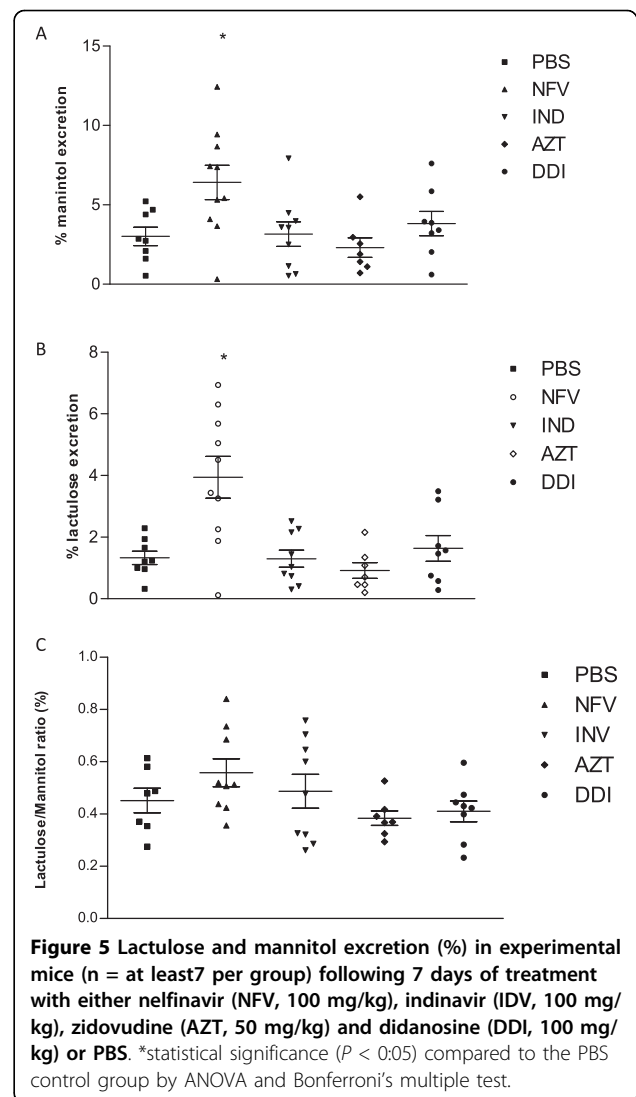 A
*
15
10
5
0
% manintol excretion
PBS
NFV
IND
AZT
DDI
B
*
8
6
4
2
0
% lactulose excretion
PBS
NFV
IND
AZT
DDI
C
1.0
0.8
0.6
0.4
0.2
0.0
Lactulose/Mannitol ratio (%)
PBS
NFV
INV
AZT
DDI
Figure 5 Lactulose and mannitol excretion (%) in experimental
mice (n = at least7 per group) following 7 days of treatment
with either nelfinavir (NFV, 100 mg/kg), indinavir (IDV, 100 mg/
kg), zidovudine (AZT, 50 mg/kg) and didanosine (DDI, 100 mg/
kg) or PBS. *statistical significance (P < 0:05) compared to the PBS
control group by ANOVA and Bonferroni's multiple test.